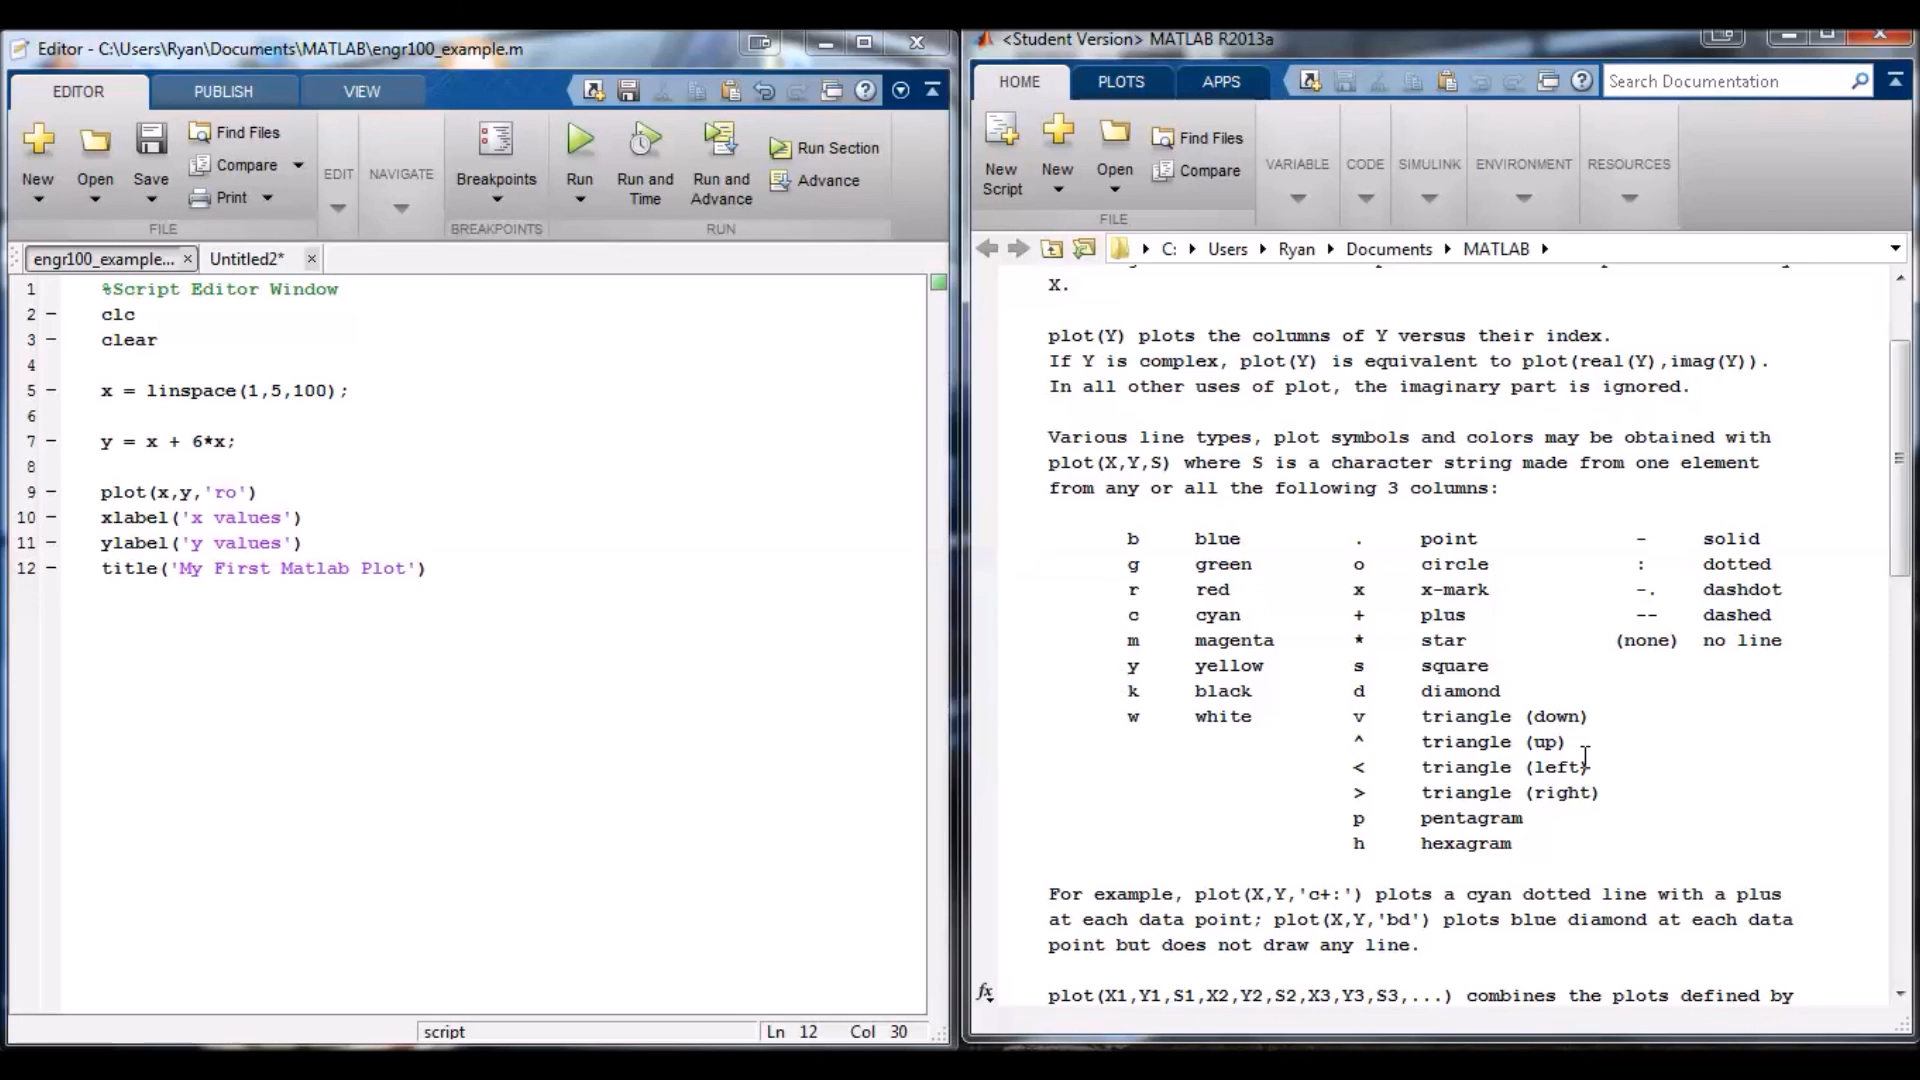 Editor - C:\Users\Ryan\Documents\MATLAB\engr100_example.m
EDITOR PUBLISH VIEW
New
Open
Save
Find Files
Compare
Print
FILE
EDIT
NAVIGATE
Breakpoints
BREAKPOINTS
Run
Run and Time
Run and Advance
Run Section
Advance
RUN
engr100_example... × Untitled2* ×
1 %Script Editor Window
2 – clc
3 – clear
4
5 – x = linspace(1,5,100);
6
7 – y = x + 6*x;
8
9 – plot(x,y,'ro')
10 – xlabel('x values')
11 – ylabel('y values')
12 – title('My First Matlab Plot')
script Ln 12 Col 30
<Student Version> MATLAB R2013a
HOME PLOTS APPS
Search Documentation
New Script
New
Open
Find Files
Compare
FILE
VARIABLE
CODE
SIMULINK
ENVIRONMENT
RESOURCES
C: Users Ryan Documents MATLAB
X.
plot(Y) plots the columns of Y versus their index.
If Y is complex, plot(Y) is equivalent to plot(real(Y),imag(Y)).
In all other uses of plot, the imaginary part is ignored.
Various line types, plot symbols and colors may be obtained with
plot(X,Y,S) where S is a character string made from one element
from any or all the following 3 columns:
b blue . point - solid
g green o circle : dotted
r red x x-mark -. dashdot
c cyan + plus -- dashed
m magenta * star (none) no line
y yellow s square
k black d diamond
w white v triangle (down)
^ triangle (up)
< triangle (left)
> triangle (right)
p pentagram
h hexagram
For example, plot(X,Y,'c+:') plots a cyan dotted line with a plus
at each data point; plot(X,Y,'bd') plots blue diamond at each data
point but does not draw any line.
fx plot(X1,Y1,S1,X2,Y2,S2,X3,Y3,S3,...) combines the plots defined by